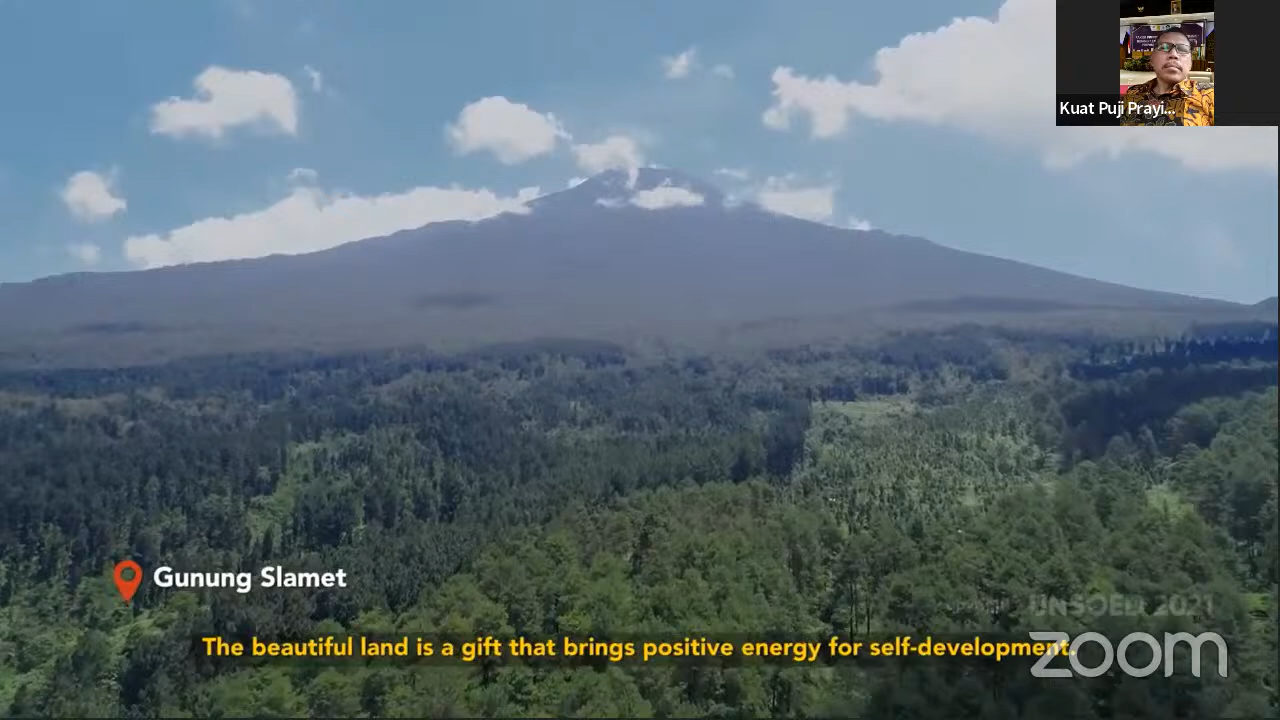 Kuat Puji Prayi...
Gunung Slamet
UNSOED 2021
The beautiful land is a gift that brings positive energy for self-development.
zoom